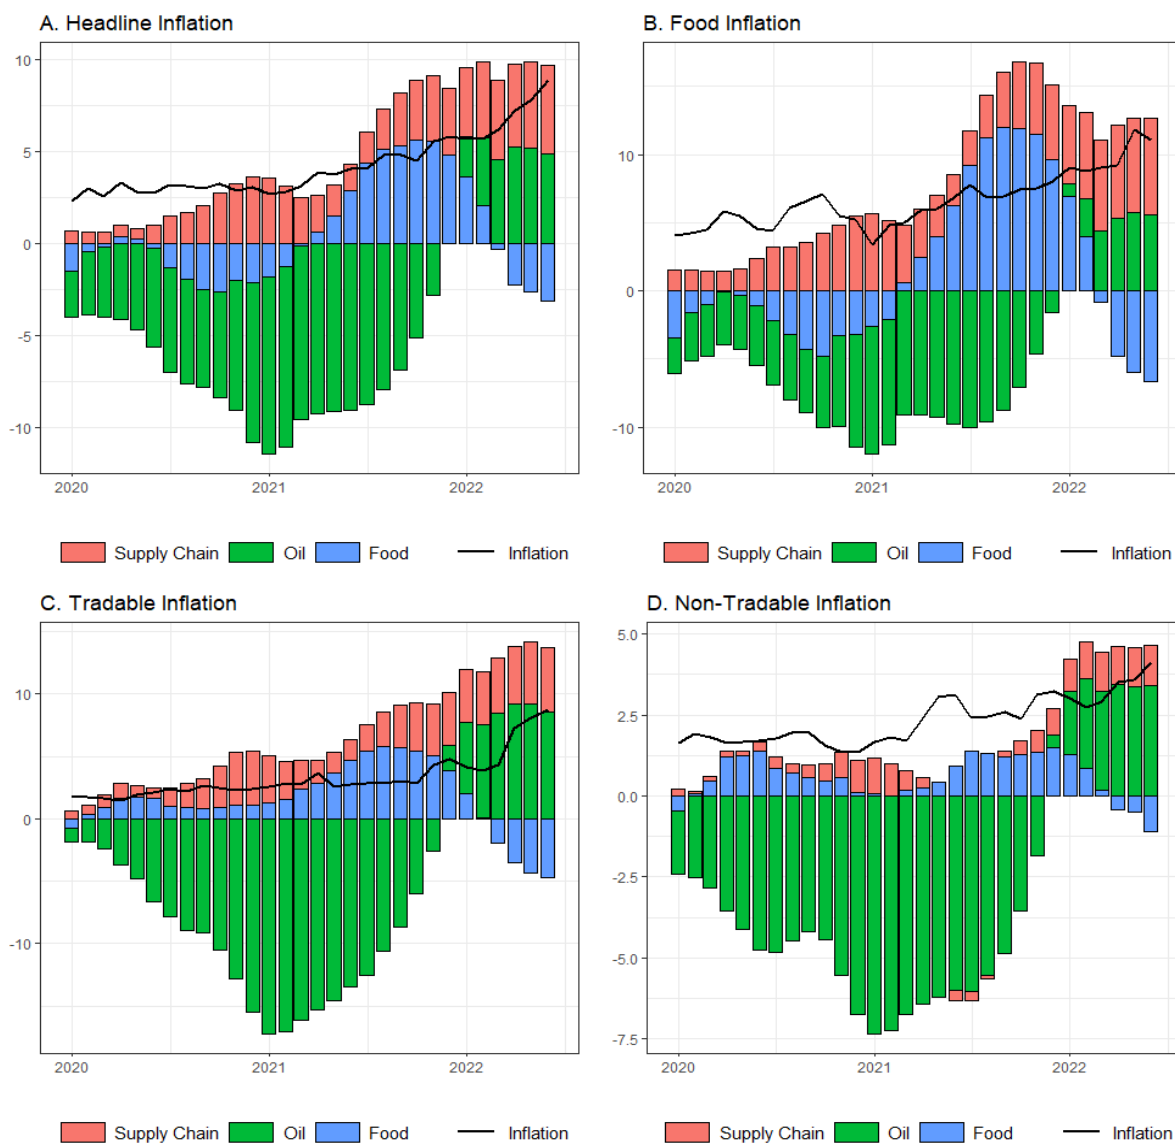 A. Headline Inflation
10
5
0
-5
-10
2020 2021 2022
Supply Chain Oil Food Inflation
B. Food Inflation
10
0
-10
2020 2021 2022
Supply Chain Oil Food Inflation
C. Tradable Inflation
10
0
-10
2020 2021 2022
Supply Chain Oil Food Inflation
D. Non-Tradable Inflation
5.0
2.5
0.0
-2.5
-5.0
-7.5
2020 2021 2022
Supply Chain Oil Food Inflation